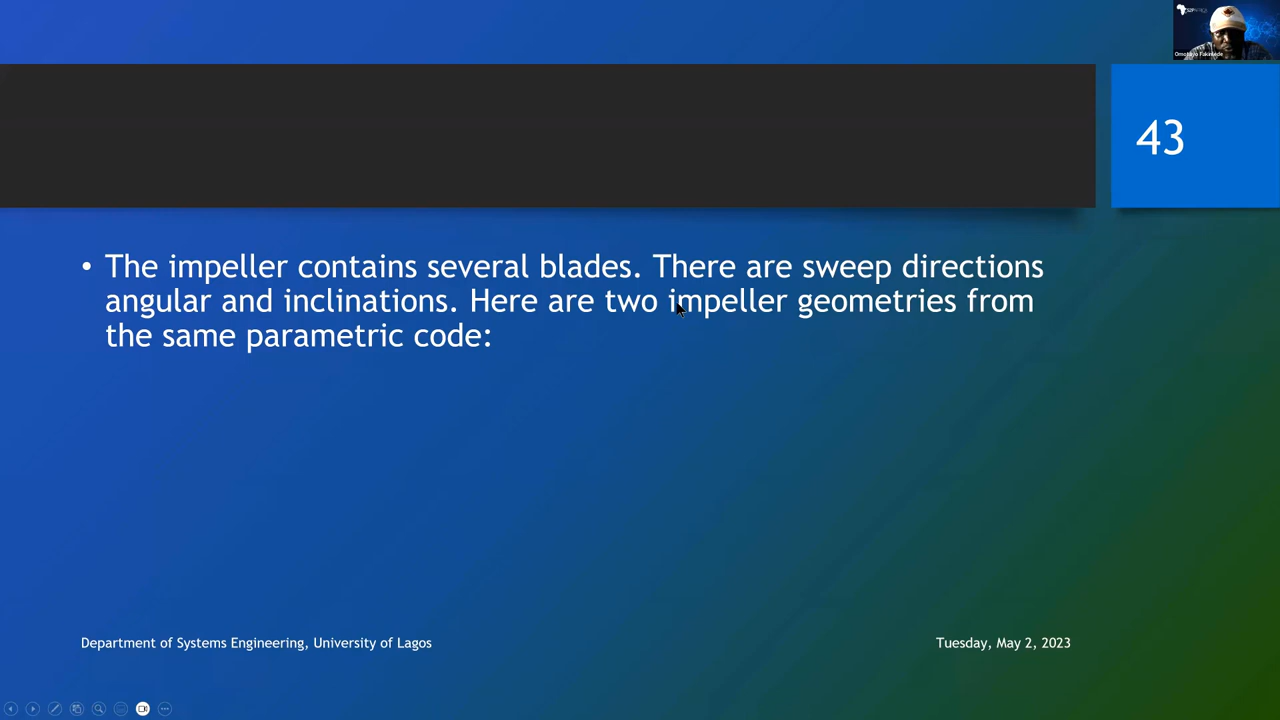 43
• The impeller contains several blades. There are sweep directions
angular and inclinations. Here are two impeller geometries from
the same parametric code:
Department of Systems Engineering, University of Lagos
Tuesday, May 2, 2023